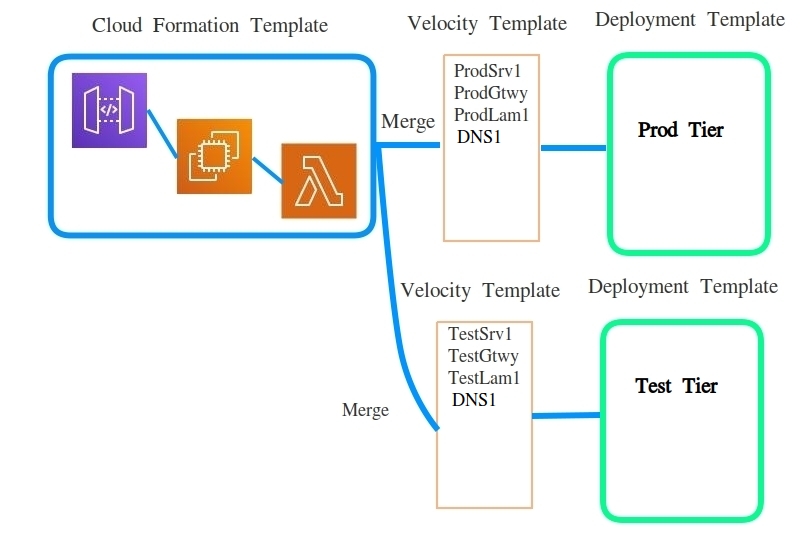 Cloud Formation Template
Velocity Template
Deployment Template
</>
Merge
ProdSrv1
ProdGtwy
ProdLam1
DNS1
Prod Tier
Velocity Template
Deployment Template
Merge
TestSrv1
TestGtwy
TestLam1
DNS1
Test Tier